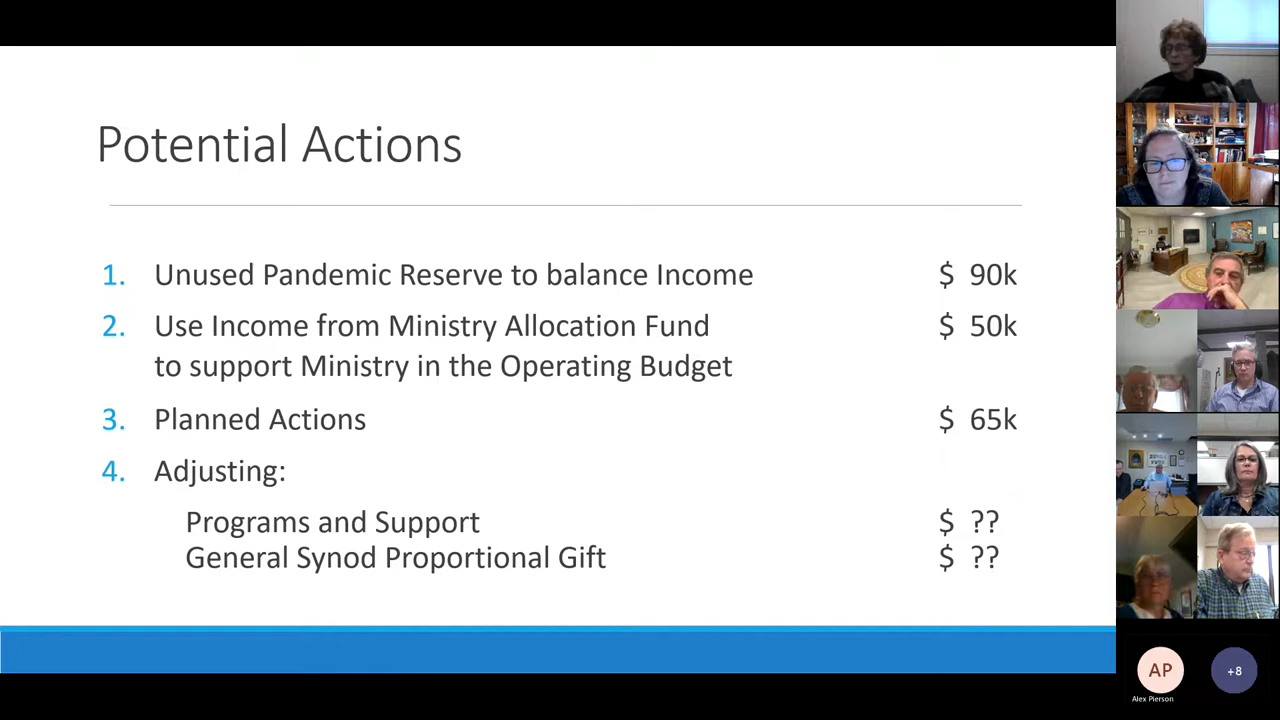 Potential Actions
1. Unused Pandemic Reserve to balance Income $ 90k
2. Use Income from Ministry Allocation Fund $ 50k
to support Ministry in the Operating Budget
3. Planned Actions $ 65k
4. Adjusting:
Programs and Support $ ??
General Synod Proportional Gift $ ??
AP
+8
Alex Pierson